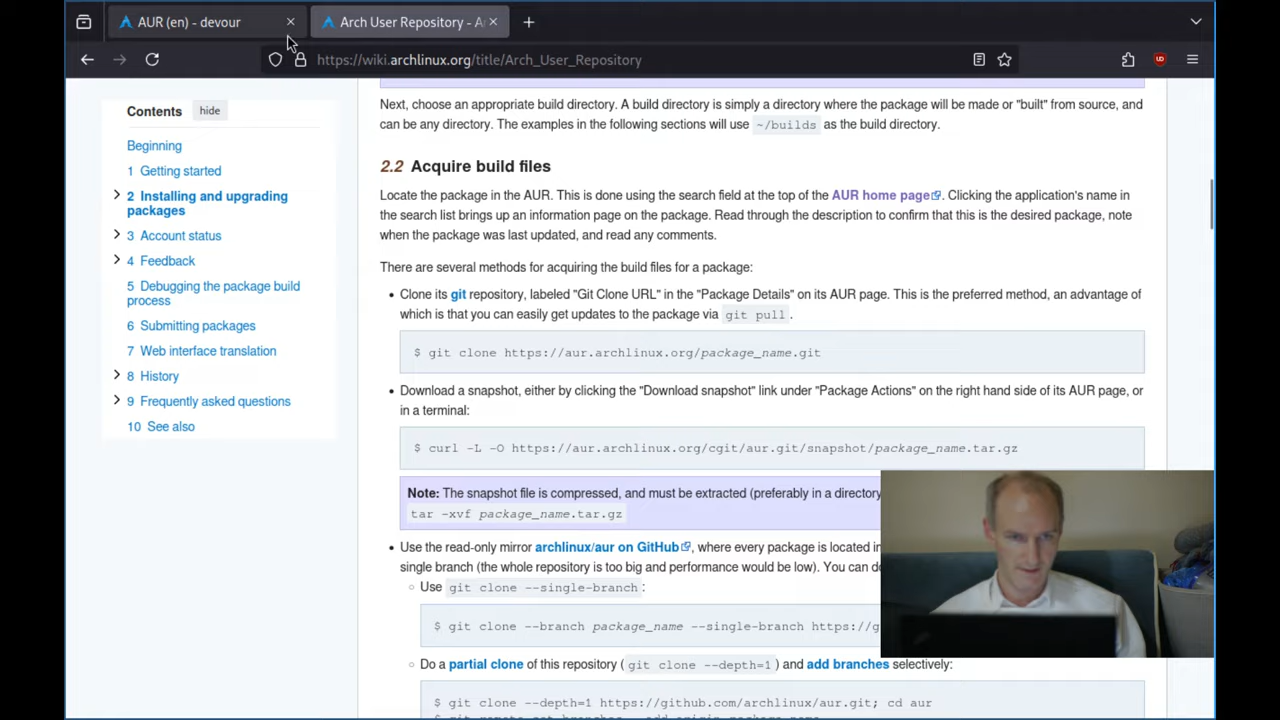 AUR (en) - devour
Arch User Repository - A
https://wiki.archlinux.org/title/Arch_User_Repository
Contents hide
Beginning
1 Getting started
2 Installing and upgrading
packages
3 Account status
4 Feedback
5 Debugging the package build
process
6 Submitting packages
7 Web interface translation
8 History
9 Frequently asked questions
10 See also
Next, choose an appropriate build directory. A build directory is simply a directory where the package will be made or "built" from source, and
can be any directory. The examples in the following sections will use ~/builds as the build directory.
2.2 Acquire build files
Locate the package in the AUR. This is done using the search field at the top of the AUR home page. Clicking the application's name in
the search list brings up an information page on the package. Read through the description to confirm that this is the desired package, note
when the package was last updated, and read any comments.
There are several methods for acquiring the build files for a package:
• Clone its git repository, labeled "Git Clone URL" in the "Package Details" on its AUR page. This is the preferred method, an advantage of
which is that you can easily get updates to the package via git pull.
$ git clone https://aur.archlinux.org/package_name.git
• Download a snapshot, either by clicking the "Download snapshot" link under "Package Actions" on the right hand side of its AUR page, or
in a terminal:
$ curl -L -O https://aur.archlinux.org/cgit/aur.git/snapshot/package_name.tar.gz
Note: The snapshot file is compressed, and must be extracted (preferably in a directory
tar -xvf package_name.tar.gz
• Use the read-only mirror archlinux/aur on GitHub, where every package is located in
single branch (the whole repository is too big and performance would be low). You can do
Use git clone --single-branch:
$ git clone --branch package_name --single-branch https://g
Do a partial clone of this repository (git clone --depth=1) and add branches selectively:
$ git clone --depth=1 https://github.com/archlinux/aur.git; cd aur